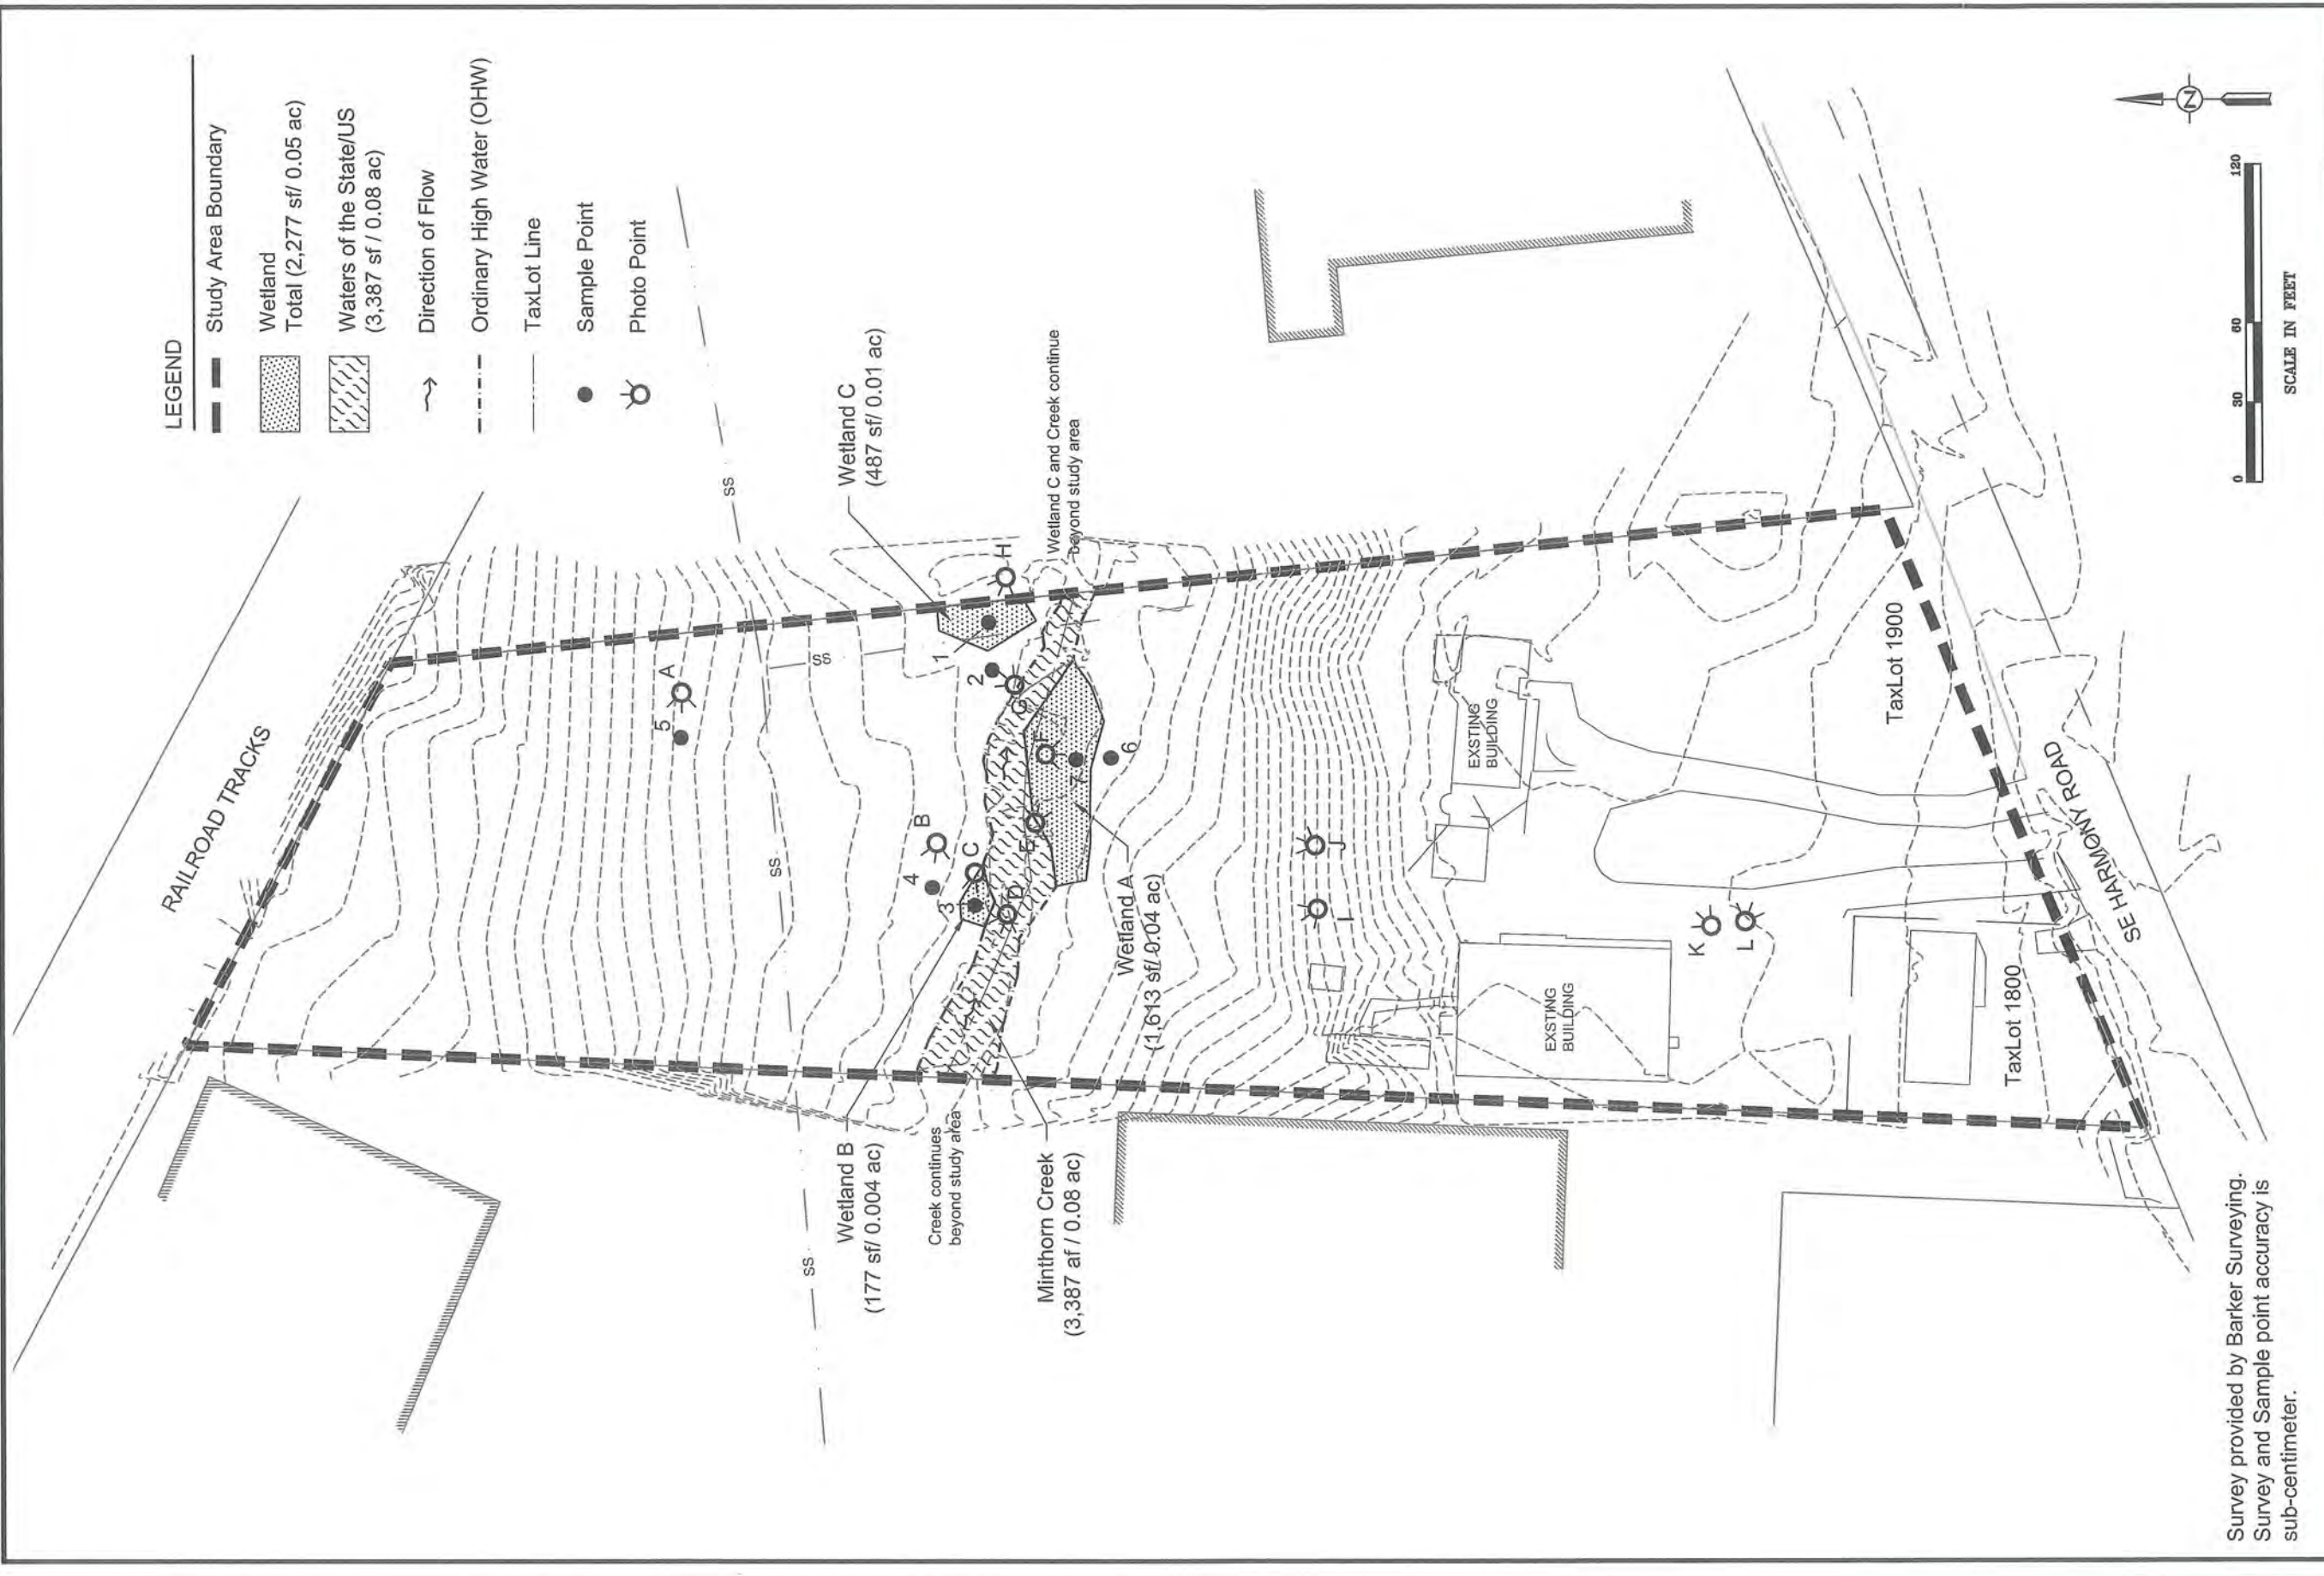 LEGEND
Study Area Boundary
Wetland
Total (2,277 sf/ 0.05 ac)
Waters of the State/US
(3,387 sf / 0.08 ac)
Direction of Flow
Ordinary High Water (OHW)
TaxLot Line
Sample Point
Photo Point
RAILROAD TRACKS
ss
ss
ss
ss
5
A
Wetland C
(487 sf/ 0.01 ac)
Wetland C and Creek continue
beyond study area
H
1
2
G
F
7
6
E
B
4
C
3
D
Wetland B
(177 sf/ 0.004 ac)
Creek continues
beyond study area
Minthorn Creek
(3,387 af / 0.08 ac)
Wetland A
(1,613 sf/ 0.04 ac)
J
I
EXSTING
BUILDING
EXSTING
BUILDING
K
L
TaxLot 1900
TaxLot 1800
SE HARMONY ROAD
N
0
30
60
120
SCALE IN FEET
Survey provided by Barker Surveying.
Survey and Sample point accuracy is
sub-centimeter.